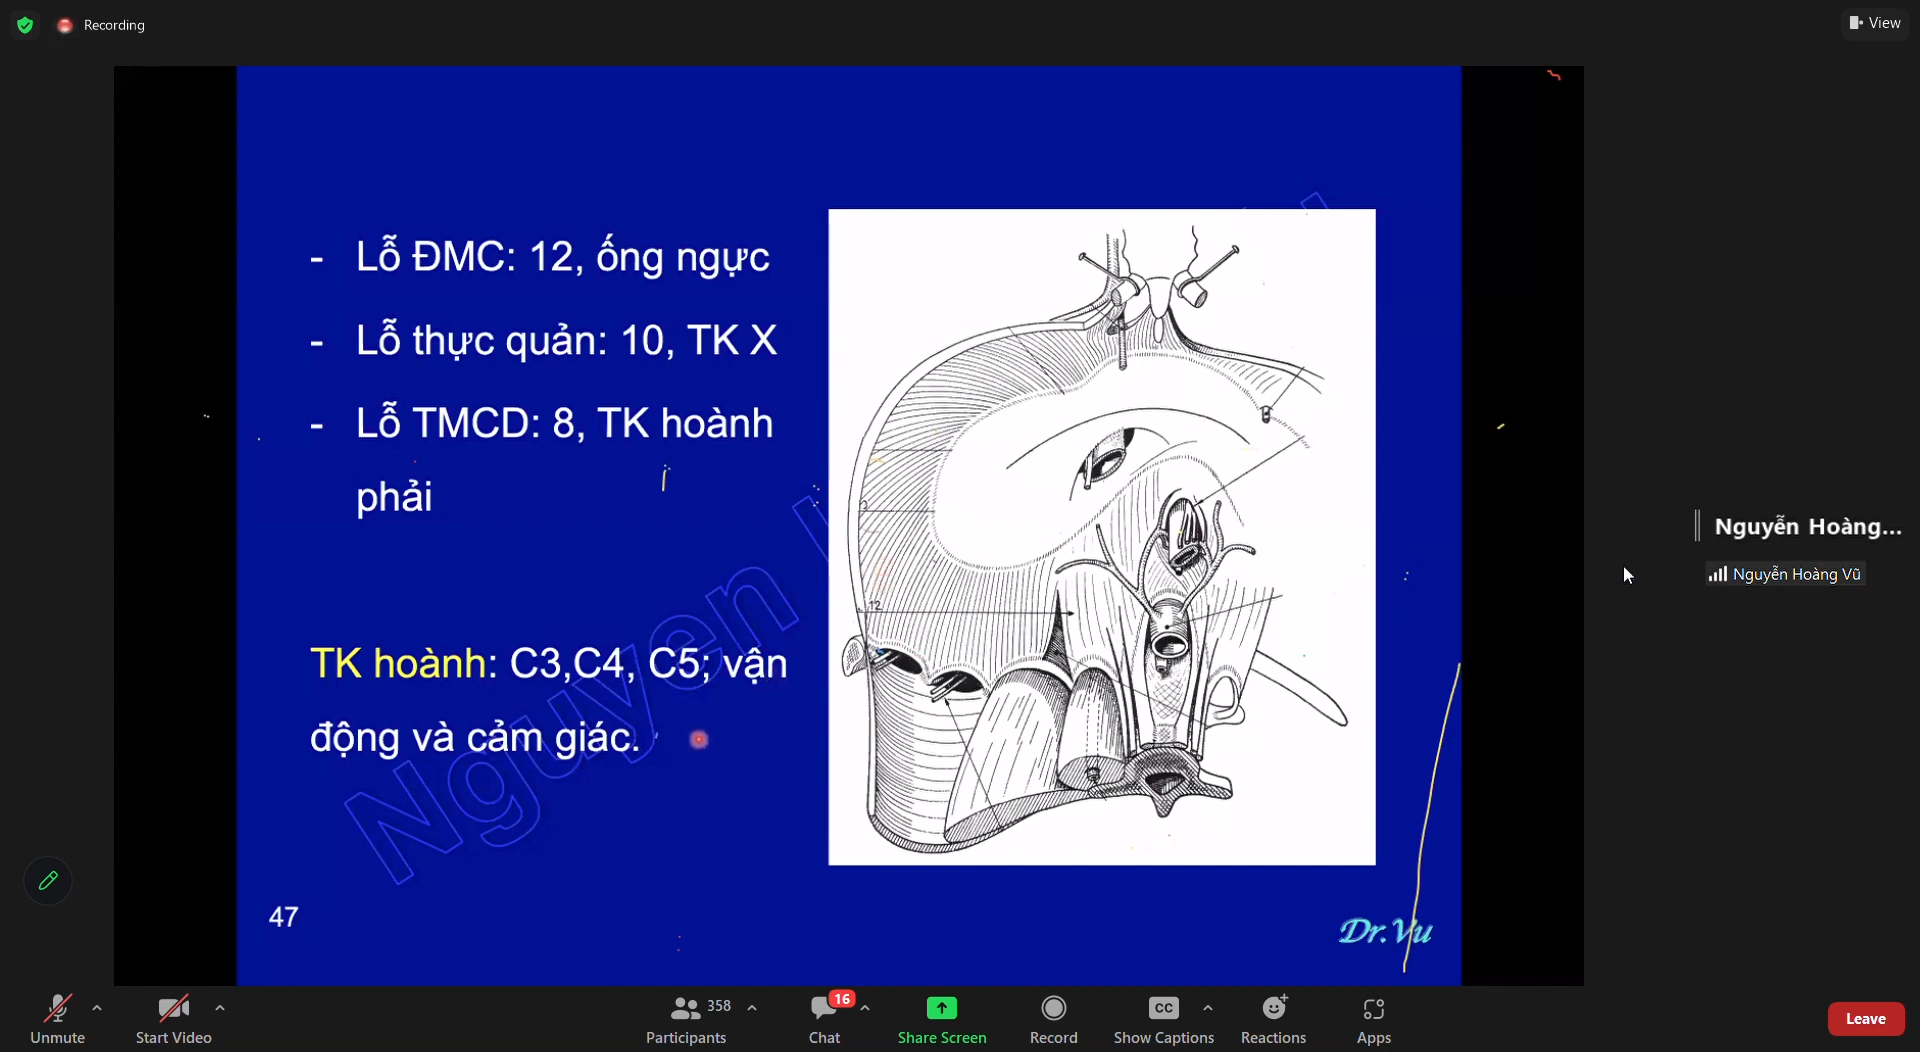 Recording
View
- Lỗ ĐMC: 12, ống ngực
- Lỗ thực quản: 10, TK X
- Lỗ TMCD: 8, TK hoành
phải
TK hoành: C3,C4, C5; vận
động và cảm giác.
12
Nguyen
47
Dr.Vu
Nguyễn Hoàng...
Nguyễn Hoàng Vũ
Unmute
Start Video
358
Participants
16
Chat
Share Screen
Record
CC
Show Captions
Reactions
Apps
Leave